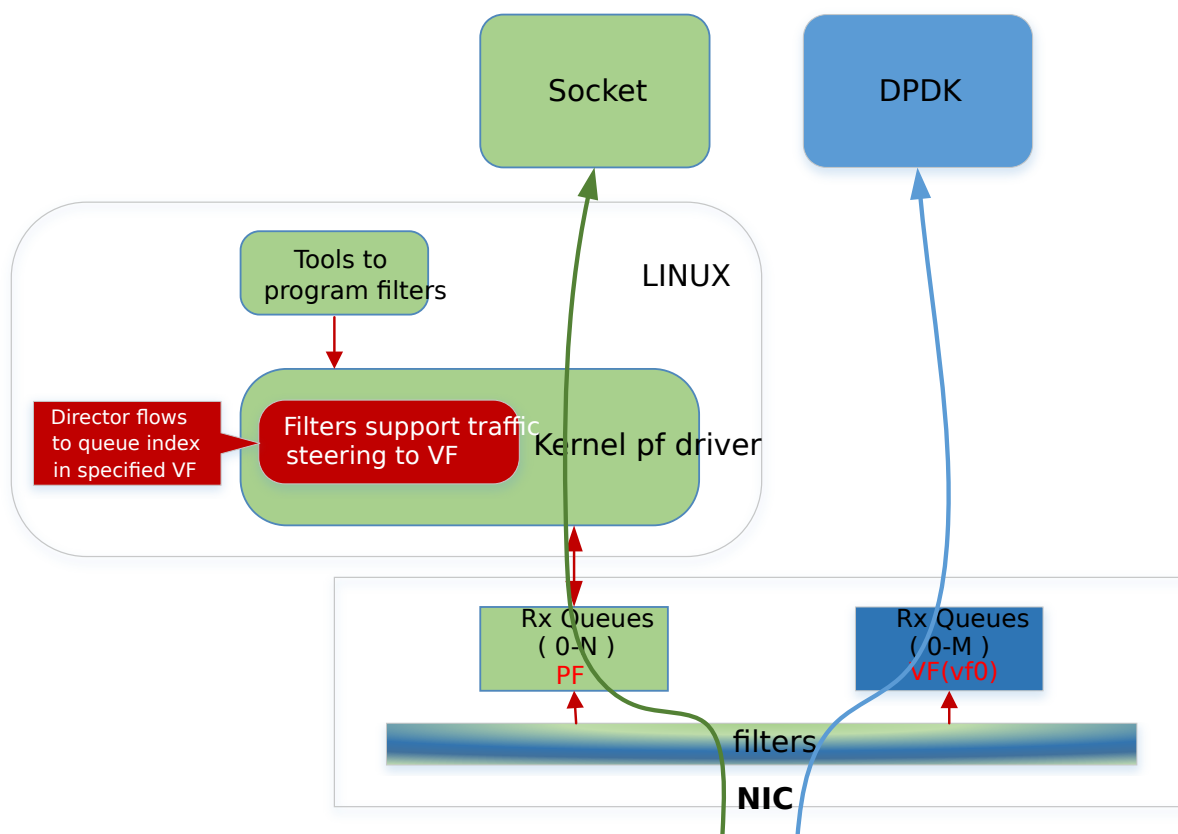 Socket
DPDK
LINUX
Tools to
program filters
Director flows
to queue index
in specified VF
Filters support traffic
steering to VF
Kernel pf driver
Rx Queues
( 0-N )
PF
Rx Queues
( 0-M )
VF(vf0)
filters
NIC